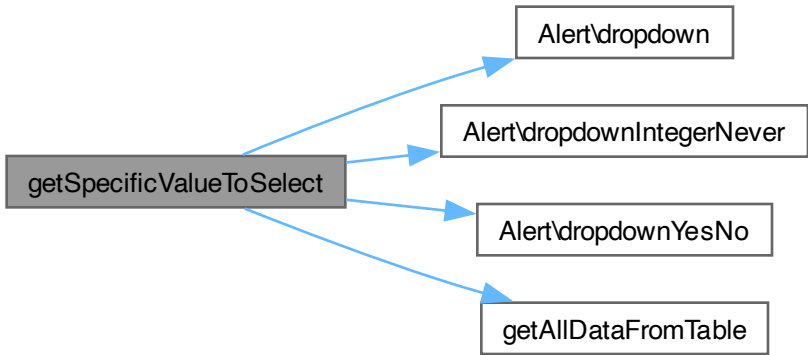 Alert\dropdown
Alert\dropdownIntegerNever
getSpecificValueToSelect
Alert\dropdownYesNo
getAllDataFromTable